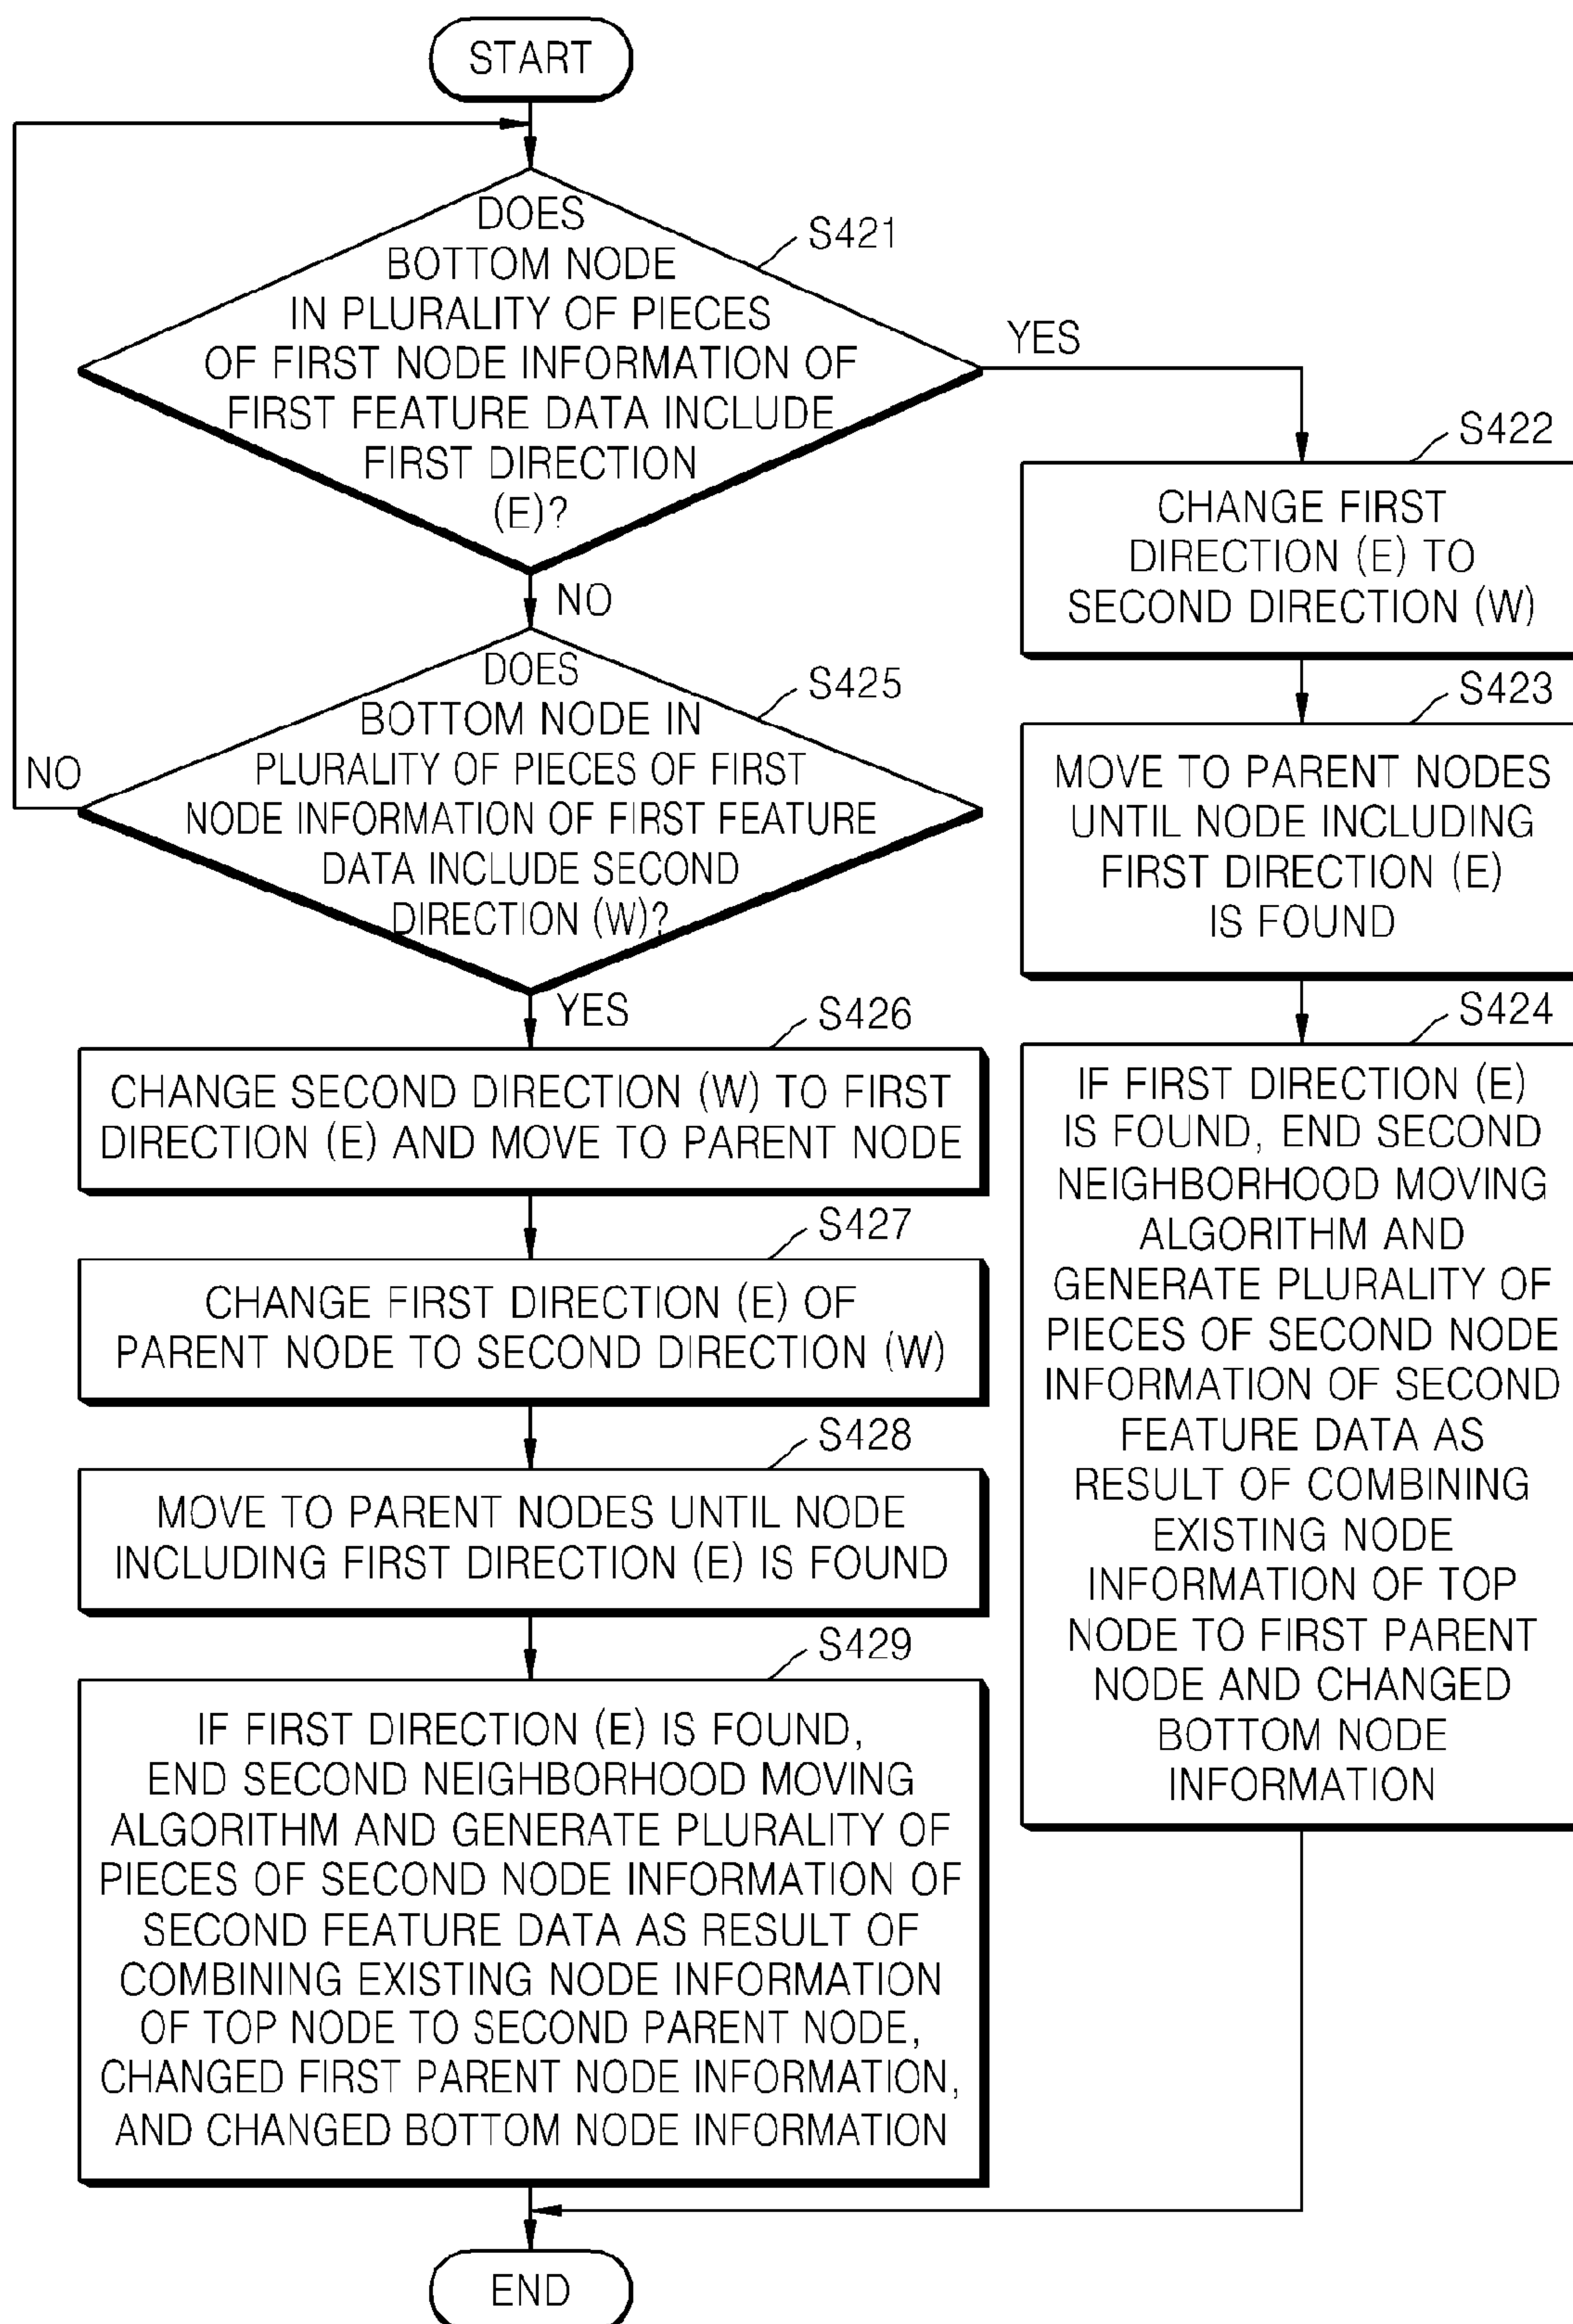 START
DOES
BOTTOM NODE
IN PLURALITY OF PIECES
OF FIRST NODE INFORMATION OF
FIRST FEATURE DATA INCLUDE
FIRST DIRECTION
(E)?
S421
YES
NO
S422
CHANGE FIRST
DIRECTION (E) TO
SECOND DIRECTION (W)
S423
MOVE TO PARENT NODES
UNTIL NODE INCLUDING
FIRST DIRECTION (E)
IS FOUND
S424
IF FIRST DIRECTION (E)
IS FOUND, END SECOND
NEIGHBORHOOD MOVING
ALGORITHM AND
GENERATE PLURALITY OF
PIECES OF SECOND NODE
INFORMATION OF SECOND
FEATURE DATA AS
RESULT OF COMBINING
EXISTING NODE
INFORMATION OF TOP
NODE TO FIRST PARENT
NODE AND CHANGED
BOTTOM NODE
INFORMATION
DOES
BOTTOM NODE IN
PLURALITY OF PIECES OF FIRST
NODE INFORMATION OF FIRST FEATURE
DATA INCLUDE SECOND
DIRECTION (W)?
S425
NO
YES
S426
CHANGE SECOND DIRECTION (W) TO FIRST
DIRECTION (E) AND MOVE TO PARENT NODE
S427
CHANGE FIRST DIRECTION (E) OF
PARENT NODE TO SECOND DIRECTION (W)
S428
MOVE TO PARENT NODES UNTIL NODE
INCLUDING FIRST DIRECTION (E) IS FOUND
S429
IF FIRST DIRECTION (E) IS FOUND,
END SECOND NEIGHBORHOOD MOVING
ALGORITHM AND GENERATE PLURALITY OF
PIECES OF SECOND NODE INFORMATION OF
SECOND FEATURE DATA AS RESULT OF
COMBINING EXISTING NODE INFORMATION
OF TOP NODE TO SECOND PARENT NODE,
CHANGED FIRST PARENT NODE INFORMATION,
AND CHANGED BOTTOM NODE INFORMATION
END